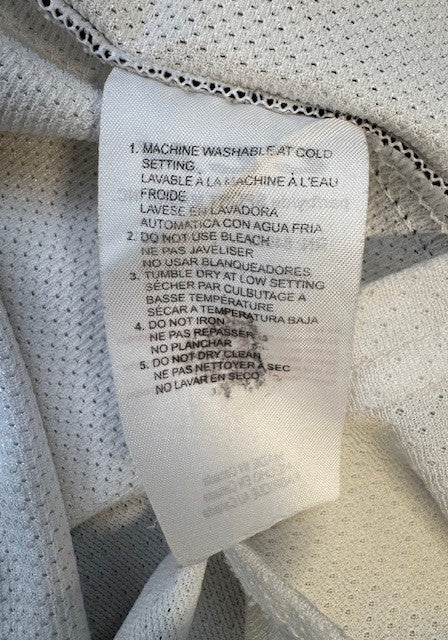 1. MACHINE WASHABLE AT COLD
SETTING.
LAVABLE A LA MACHINE À L'EAU
FROIDE
LAVESE EN LAVADORA
AUTOMATICA CON AGUA FRIA
2. DO NOT USE BLEACH
NE PAS JAVELISER
NO USAR BLANQUEADORES.
3. TUMBLE DRY AT LOW SETTING
SÉCHER PAR CULBUTAGE A
BASSE TEMPÉRATURE
SÉCAR A TEMPERATURA BAJA
4. DO NOT IRON
NE PAS REPASSER
NO PLANCHAR
5. DO NOT DRY CLEAN
NE PAS NETTOYER A SEC
NO LAVAR EN SECO